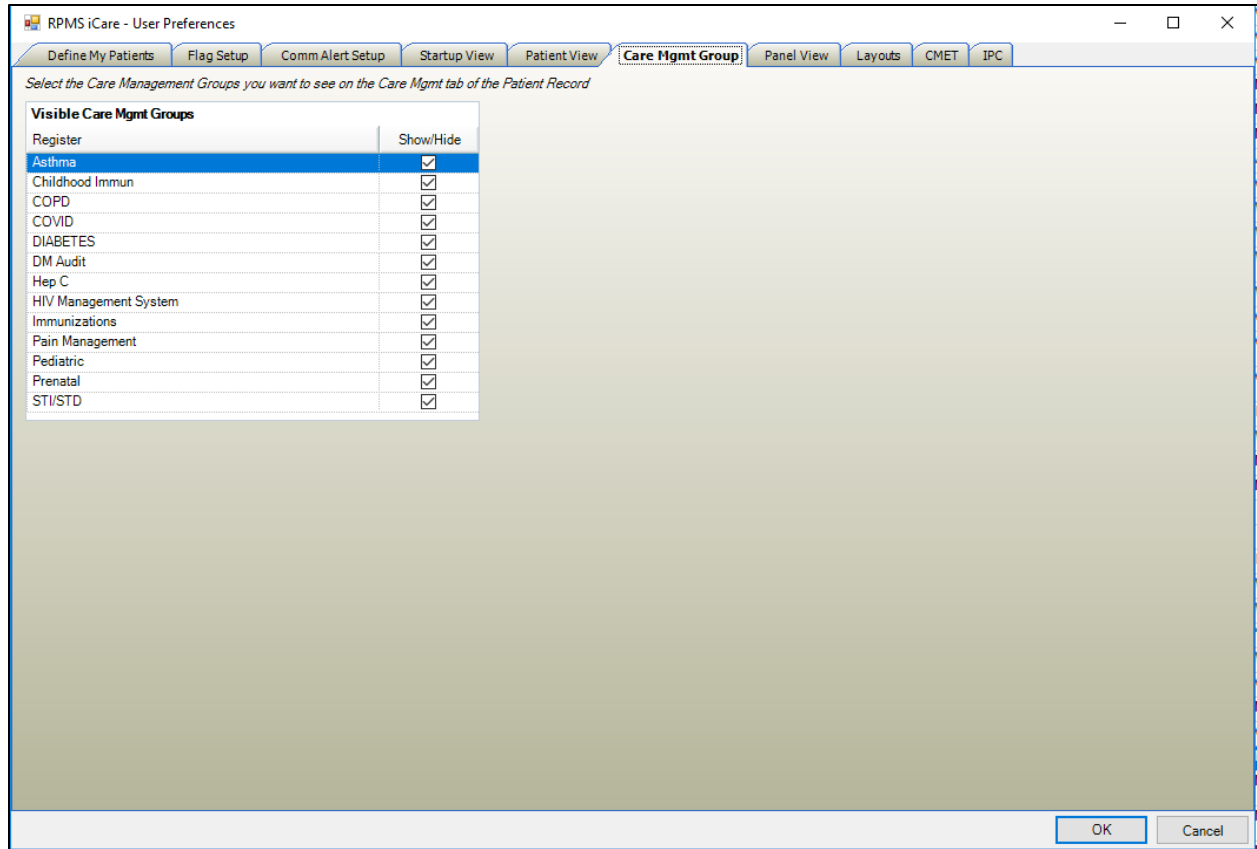 RPMS iCare - User Preferences
Define My Patients Flag Setup Comm Alert Setup Startup View Patient View Care Mgmt Group Panel View Layouts CMET IPC
Select the Care Management Groups you want to see on the Care Mgmt tab of the Patient Record
Visible Care Mgmt Groups
Register Show/Hide
Asthma
Childhood Immun
COPD
COVID
DIABETES
DM Audit
Hep C
HIV Management System
Immunizations
Pain Management
Pediatric
Prenatal
STI/STD
OK Cancel